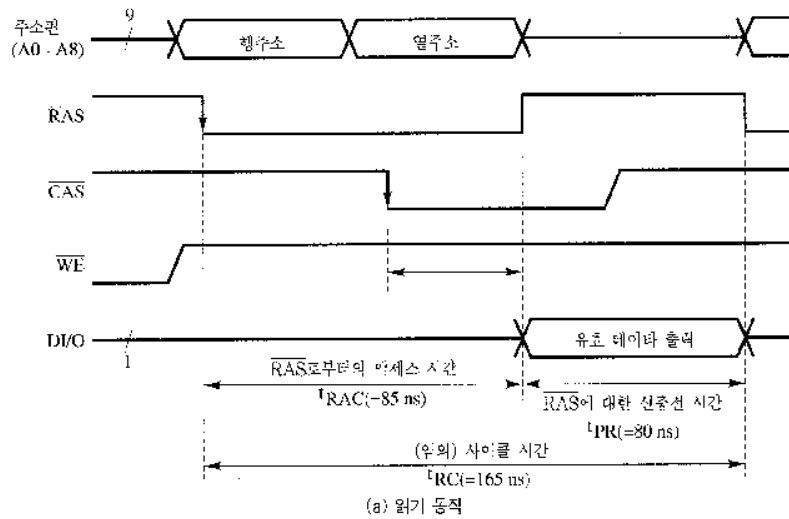 주소핀
(A0 - A8)
9
행주소
열주소
RAS
CAS
WE
DI/O
1
유효 데이타 출력
RAS로부터의 액세스 시간
tRAC(=85 ns)
RAS에 대한 선충전 시간
tPR(=80 ns)
(임의) 사이클 시간
tRC(=165 ns)
(a) 읽기 동작